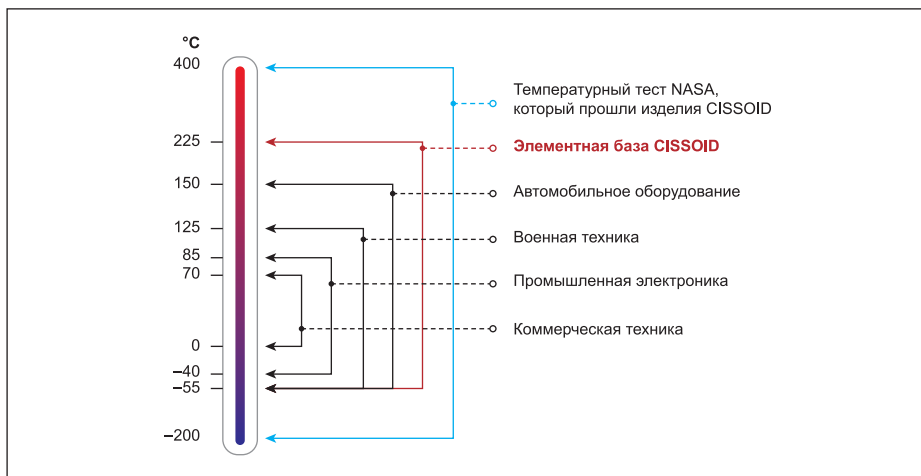 °C
400
225
150
125
85
70
0
–40
–55
–200
Температурный тест NASA,
который прошли изделия CISSOID
Элементная база CISSOID
Автомобильное оборудование
Военная техника
Промышленная электроника
Коммерческая техника